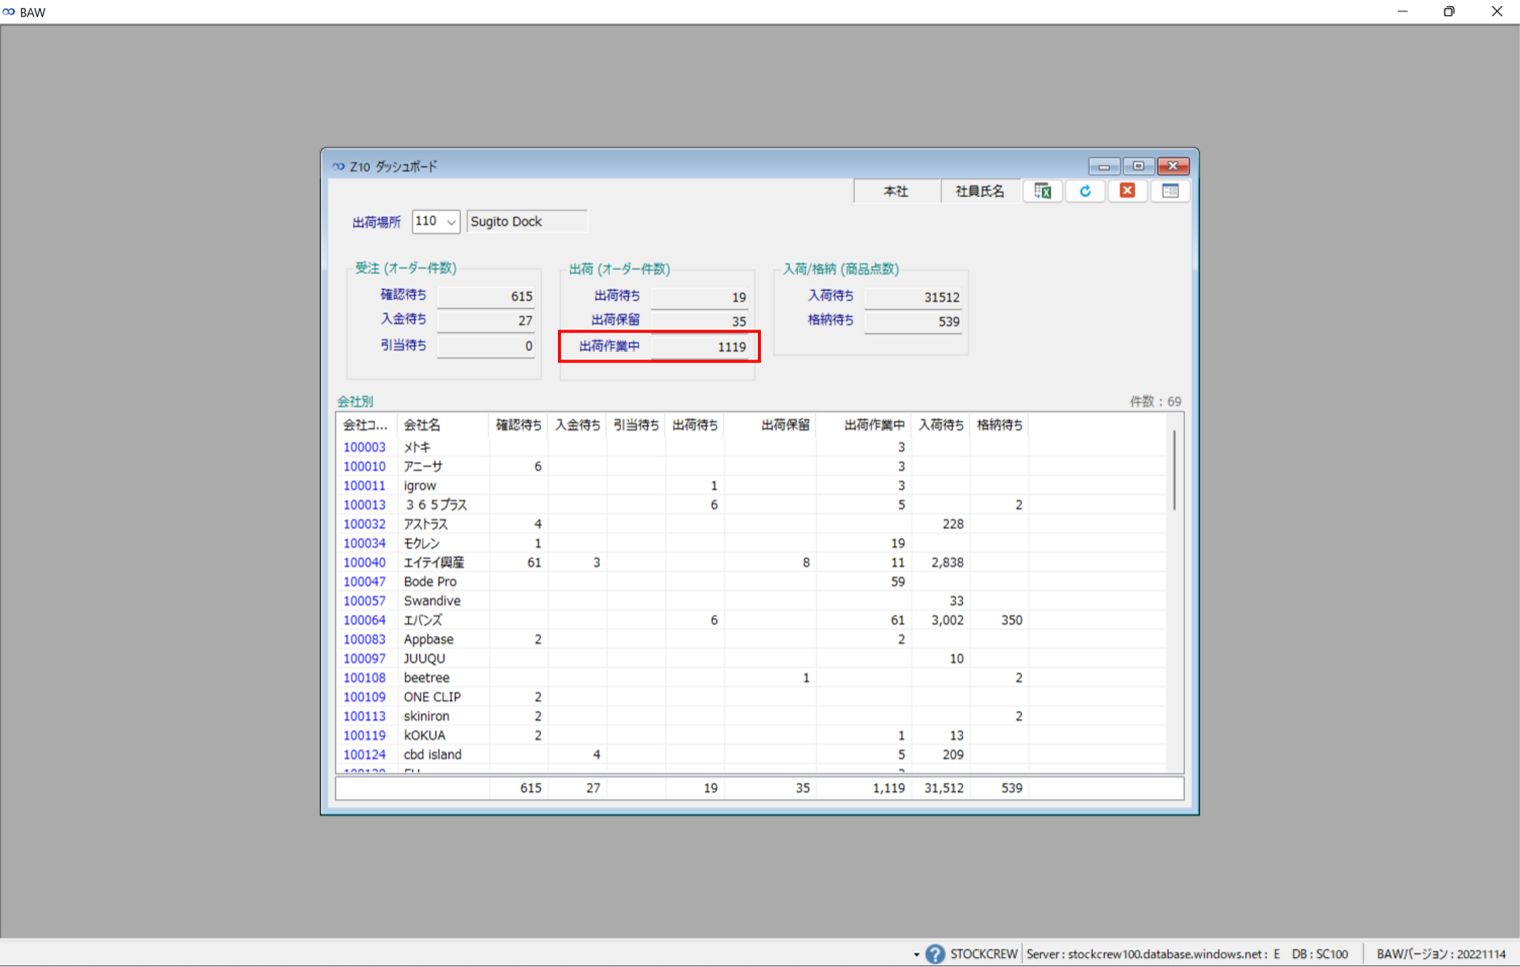 BAW
Z10 ダッシュボード
本社 社員氏名
出荷場所 110 Sugito Dock
受注 (オーダー件数) 出荷 (オーダー件数) 入荷/格納 (商品点数)
確認待ち 615 出荷待ち 19 入荷待ち 31512
入金待ち 27 出荷保留 35 格納待ち 539
引当待ち 0 出荷作業中 1119
会社別 件数 : 69
会社コ... 会社名 確認待ち 入金待ち 引当待ち 出荷待ち 出荷保留 出荷作業中 入荷待ち 格納待ち
100003 メトキ 3
100010 アニーサ 6 3
100011 igrow 1 3
100013 ３６５プラス 6 5 2
100032 アストラス 4 228
100034 モクレン 1 19
100040 エイテイ興産 61 3 8 11 2,838
100047 Bode Pro 59
100057 Swandive 33
100064 エバンズ 6 61 3,002 350
100083 Appbase 2 2
100097 JUUQU 10
100108 beetree 1 2
100109 ONE CLIP 2
100113 skiniron 2 2
100119 kOKUA 2 1 13
100124 cbd island 4 5 209
615 27 19 35 1,119 31,512 539
STOCKCREW Server : stockcrew100.database.windows.net : E DB : SC100 BAWバージョン : 20221114